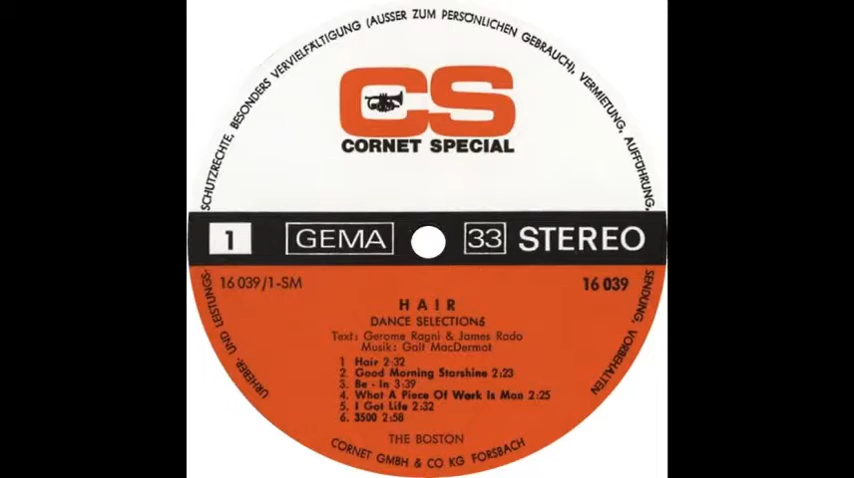 SCHUTZRECHTE, BESONDERS VERVIELFÄLTIGUNG (AUSSER ZUM PERSÖNLICHEN GEBRAUCH), VERMIETUNG, AUFFÜHRUNG,
CS
CORNET SPECIAL
1 GEMA 33 STEREO
16 039/1-SM 16 039
HAIR
DANCE SELECTIONS
Text: Gerome Ragni & James Rado
Musik: Galt MacDermot
1 Hair 2:32
2. Good Morning Starshine 2:23
3. Be - In 3:39
4. What A Piece Of Work Is Man 2:25
5. I Got Life 2:32
6. 3500 2:58
THE BOSTON
CORNET GMBH & CO KG FORSBACH
URHEBER- UND LEISTUNGS-
SENDUNG, VORBEHALTEN